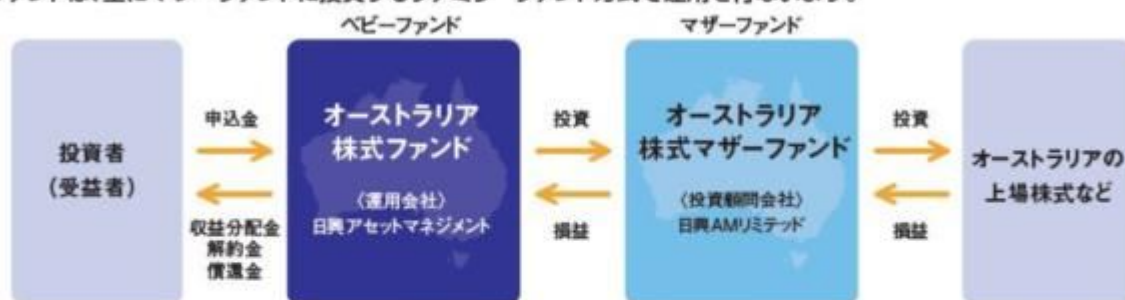 ベビーファンド
マザーファンド
投資者
(受益者)
申込金
収益分配金
解約金
償還金
オーストラリア
株式ファンド
〈運用会社〉
日興アセットマネジメント
投資
損益
オーストラリア
株式マザーファンド
〈投資顧問会社〉
日興AMリミテッド
投資
損益
オーストラリアの
上場株式など